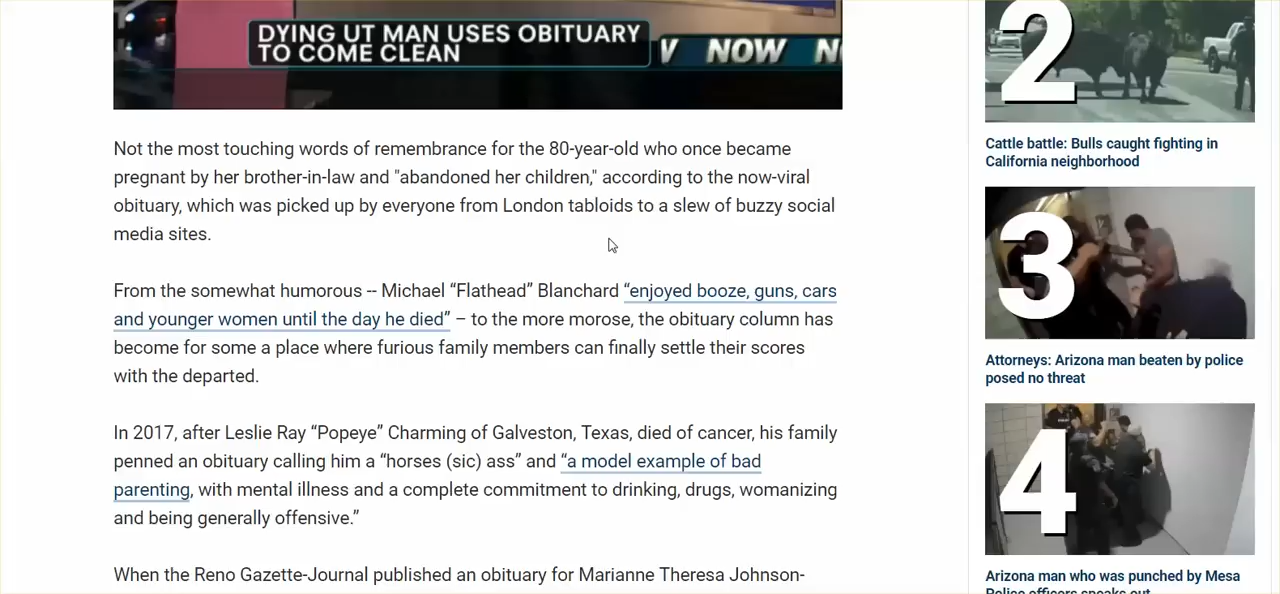 DYING UT MAN USES OBITUARY
TO COME CLEAN
V NOW N
Not the most touching words of remembrance for the 80-year-old who once became
pregnant by her brother-in-law and "abandoned her children," according to the now-viral
obituary, which was picked up by everyone from London tabloids to a slew of buzzy social
media sites.
From the somewhat humorous -- Michael “Flathead” Blanchard “enjoyed booze, guns, cars
and younger women until the day he died” – to the more morose, the obituary column has
become for some a place where furious family members can finally settle their scores
with the departed.
In 2017, after Leslie Ray “Popeye” Charming of Galveston, Texas, died of cancer, his family
penned an obituary calling him a “horses (sic) ass” and “a model example of bad
parenting, with mental illness and a complete commitment to drinking, drugs, womanizing
and being generally offensive.”
When the Reno Gazette-Journal published an obituary for Marianne Theresa Johnson-
2
Cattle battle: Bulls caught fighting in
California neighborhood
3
Attorneys: Arizona man beaten by police
posed no threat
4
Arizona man who was punched by Mesa
Police officers speaks out